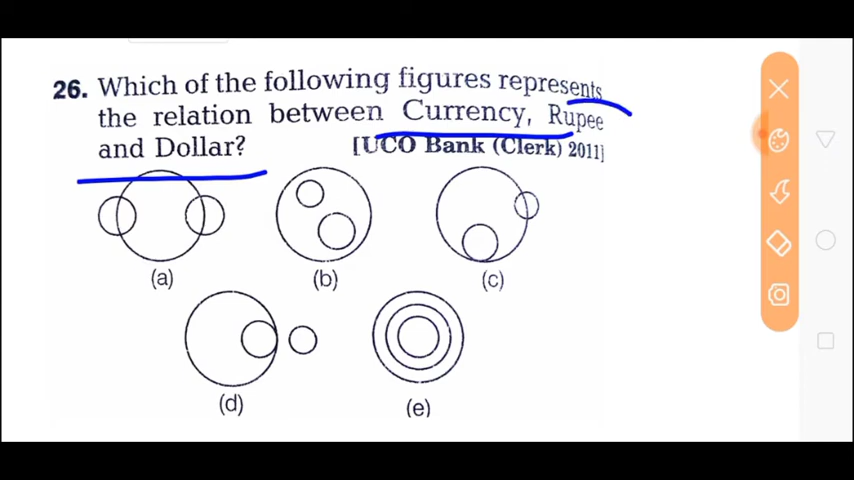 26. Which of the following figures represents
the relation between Currency, Rupee
and Dollar?
[UCO Bank (Clerk) 2011]
(a)
(b)
(c)
(d)
(e)